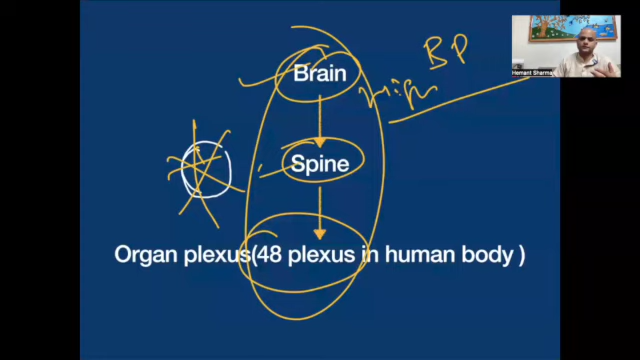 BP
Hemant Sharma
Brain
Spine
Organ plexus(48 plexus in human body )